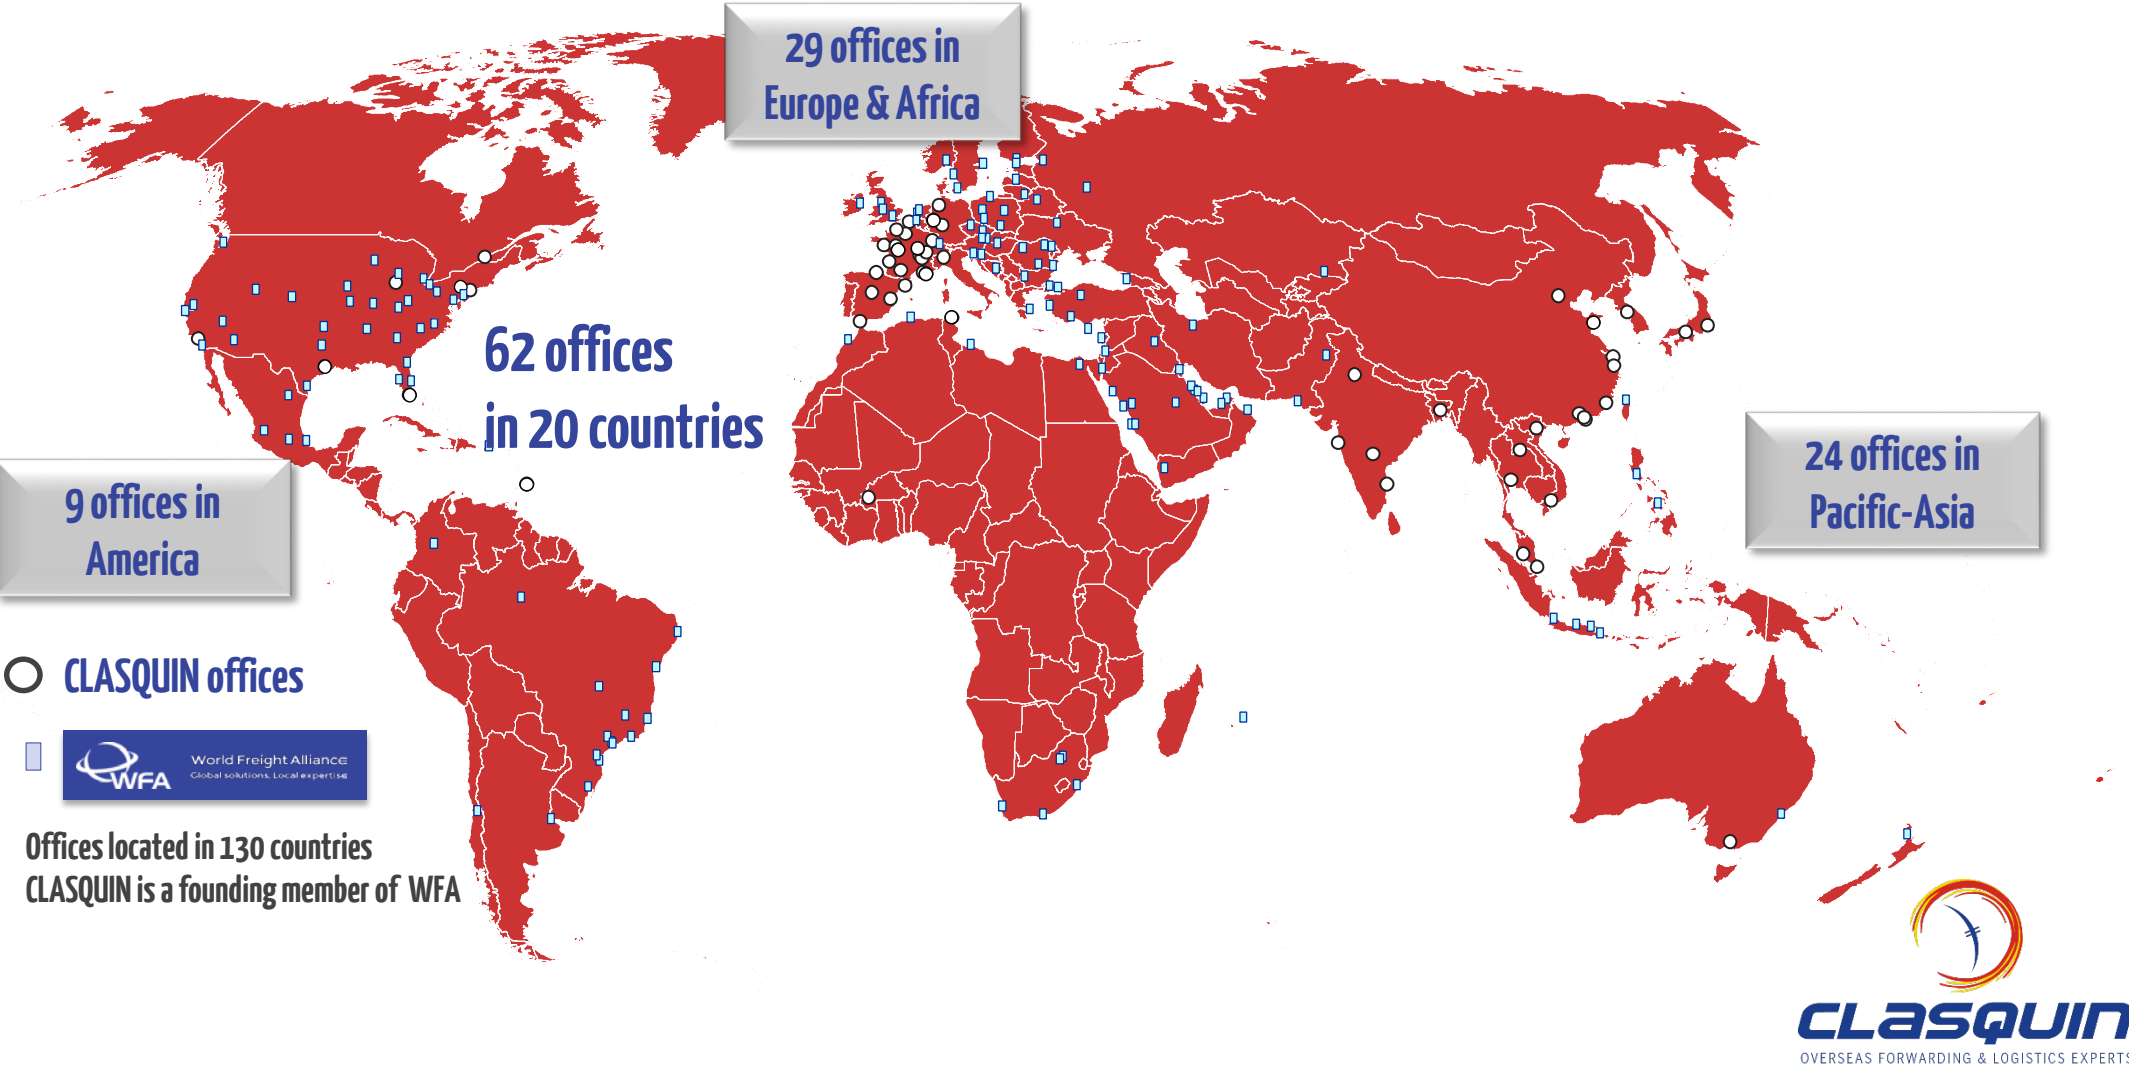 29 offices in
Europe & Africa
62 offices
in 20 countries
24 offices in
Pacific-Asia
9 offices in
America
CLASQUIN offices
WFA
World Freight Alliance
Global solutions, Local expertise
Offices located in 130 countries
CLASQUIN is a founding member of WFA
CLASQUIN
OVERSEAS FORWARDING & LOGISTICS EXPERTS